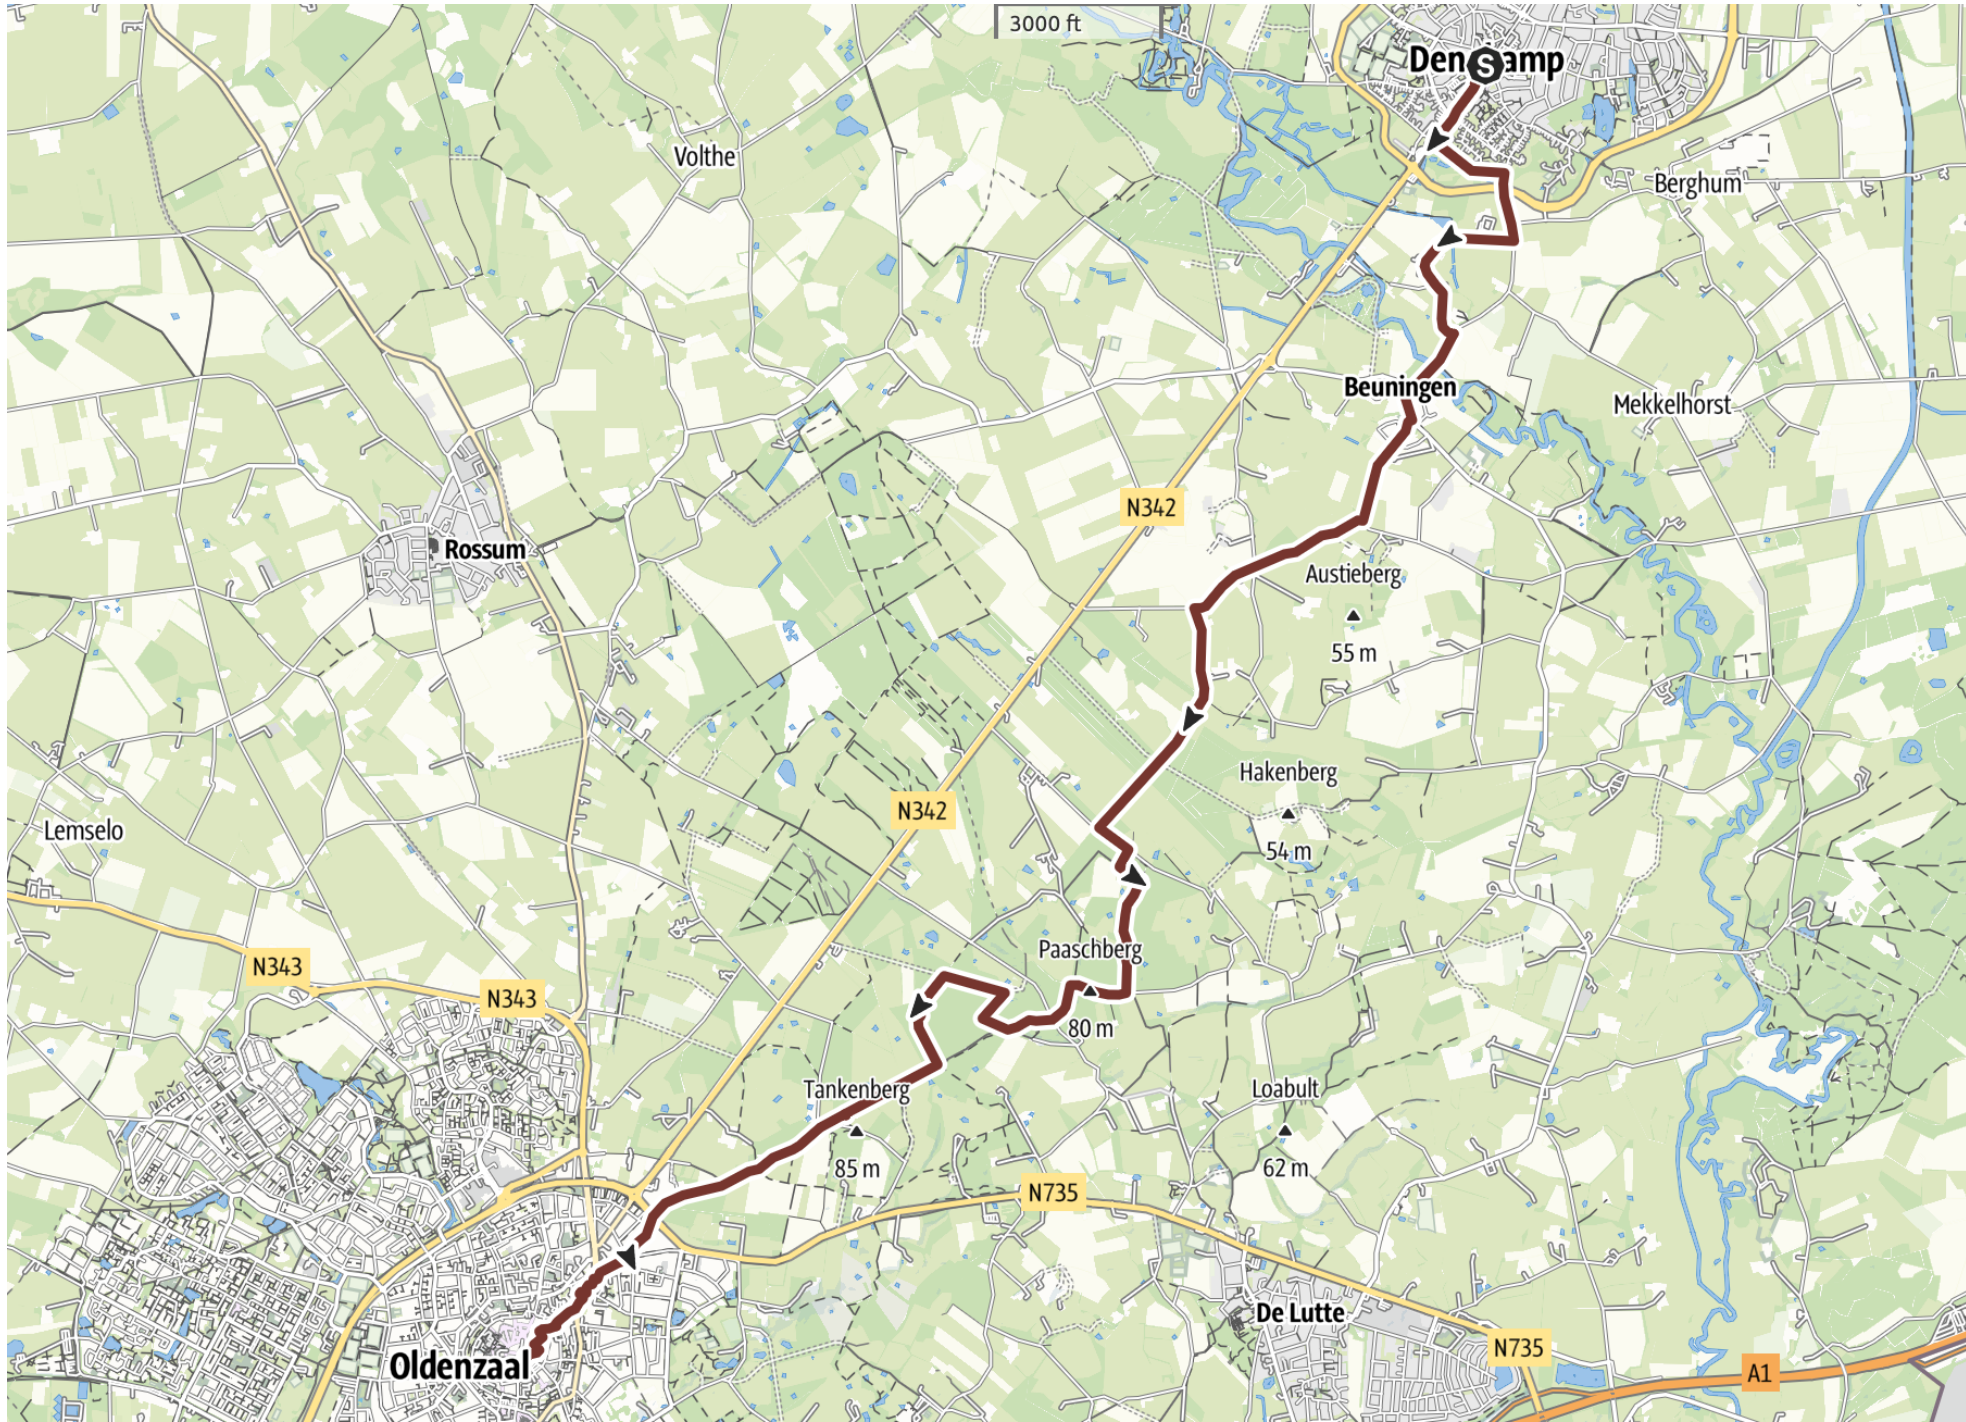 3000 ft
Den
S
amp
Volthe
Berghum
Beuningen
Mekkelhorst
N342
Rossum
Austieberg
55 m
Hakenberg
54 m
N342
Lemselo
Paaschberg
80 m
N343
N343
Tankenberg
85 m
Loabult
62 m
N735
De Lutte
N735
Oldenzaal
A1